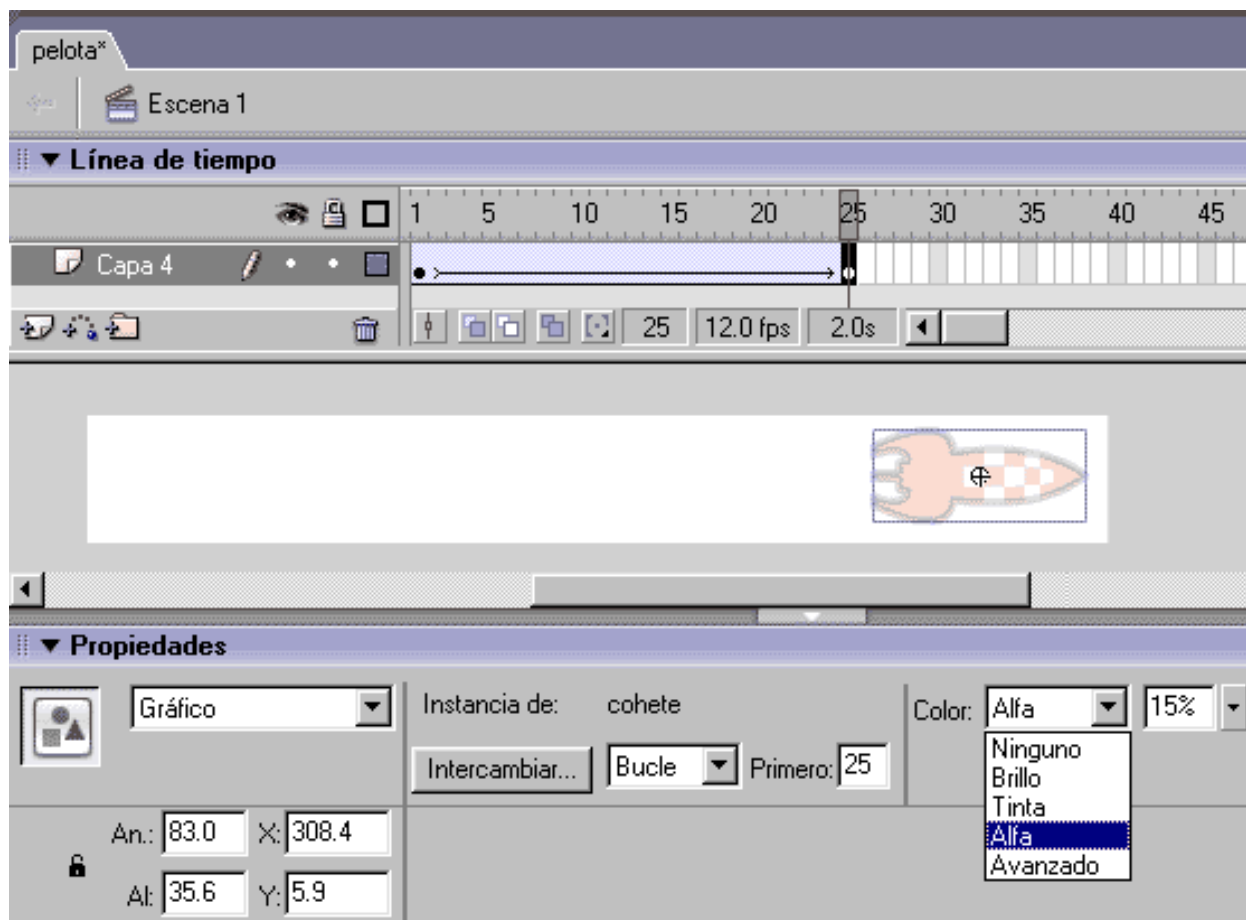 pelota*
Escena 1
Línea de tiempo
1 5 10 15 20 25 30 35 40 45
Capa 4
25 12.0 fps 2.0s
Propiedades
Gráfico Instancia de: cohete Color: Alfa 15%
Intercambiar... Bucle Primero: 25
Ninguno
Brillo
Tinta
Alfa
Avanzado
An.: 83.0 X: 308.4
Al: 35.6 Y: 5.9